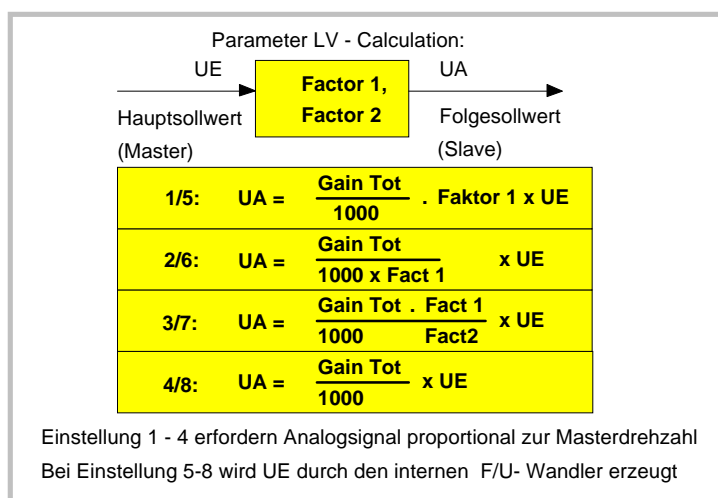 Parameter LV - Calculation:
UE
Factor 1,
Factor 2
UA
Hauptsollwert
(Master)
Folgesollwert
(Slave)
1/5: UA = Gain Tot
1000 . Faktor 1 x UE
2/6: UA = Gain Tot
1000 x Fact 1 x UE
3/7: UA = Gain Tot . Fact 1
1000 Fact2 x UE
4/8: UA = Gain Tot
1000 x UE
Einstellung 1 - 4 erfordern Analogsignal proportional zur Masterdrehzahl
Bei Einstellung 5-8 wird UE durch den internen F/U- Wandler erzeugt